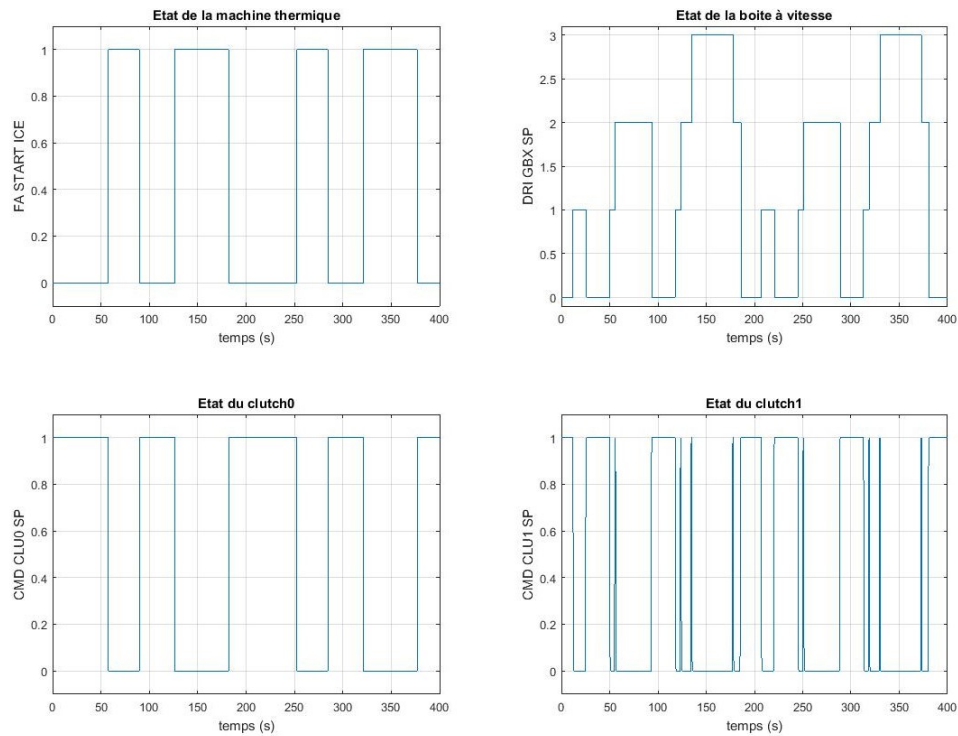 Etat de la machine thermique
1
0.8
0.6
0.4
0.2
0
FA START ICE
0 50 100 150 200 250 300 350 400
temps (s)
Etat de la boite à vitesse
3
2.5
2
1.5
1
0.5
0
DRI GBX SP
0 50 100 150 200 250 300 350 400
temps (s)
Etat du clutch0
1
0.8
0.6
0.4
0.2
0
CMD CLU0 SP
0 50 100 150 200 250 300 350 400
temps (s)
Etat du clutch1
1
0.8
0.6
0.4
0.2
0
CMD CLU1 SP
0 50 100 150 200 250 300 350 400
temps (s)